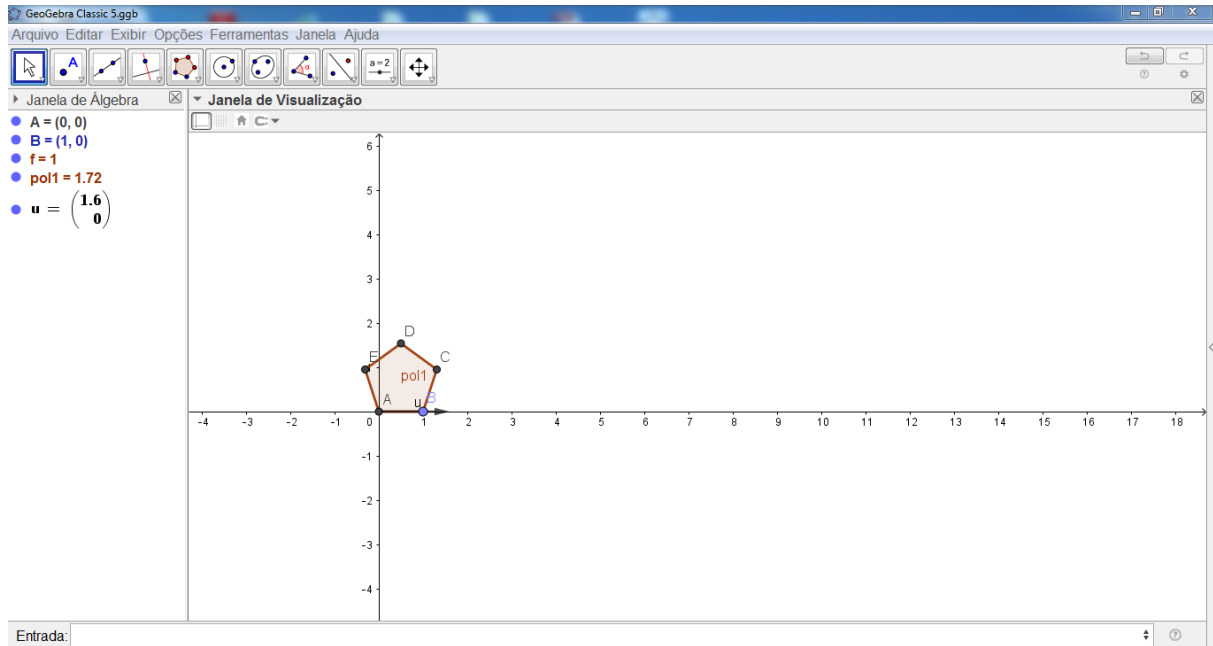 GeoGebra Classic 5.ggb
Arquivo Editar Exibir Opções Ferramentas Janela Ajuda
A
a = 2
Janela de Álgebra
Janela de Visualização
A = (0, 0)
B = (1, 0)
f = 1
pol1 = 1.72
u = (1.6
0)
6
5
4
3
2
D
E C
pol1
A u B
-4 -3 -2 -1 0 1 2 3 4 5 6 7 8 9 10 11 12 13 14 15 16 17 18
-1
-2
-3
-4
Entrada: